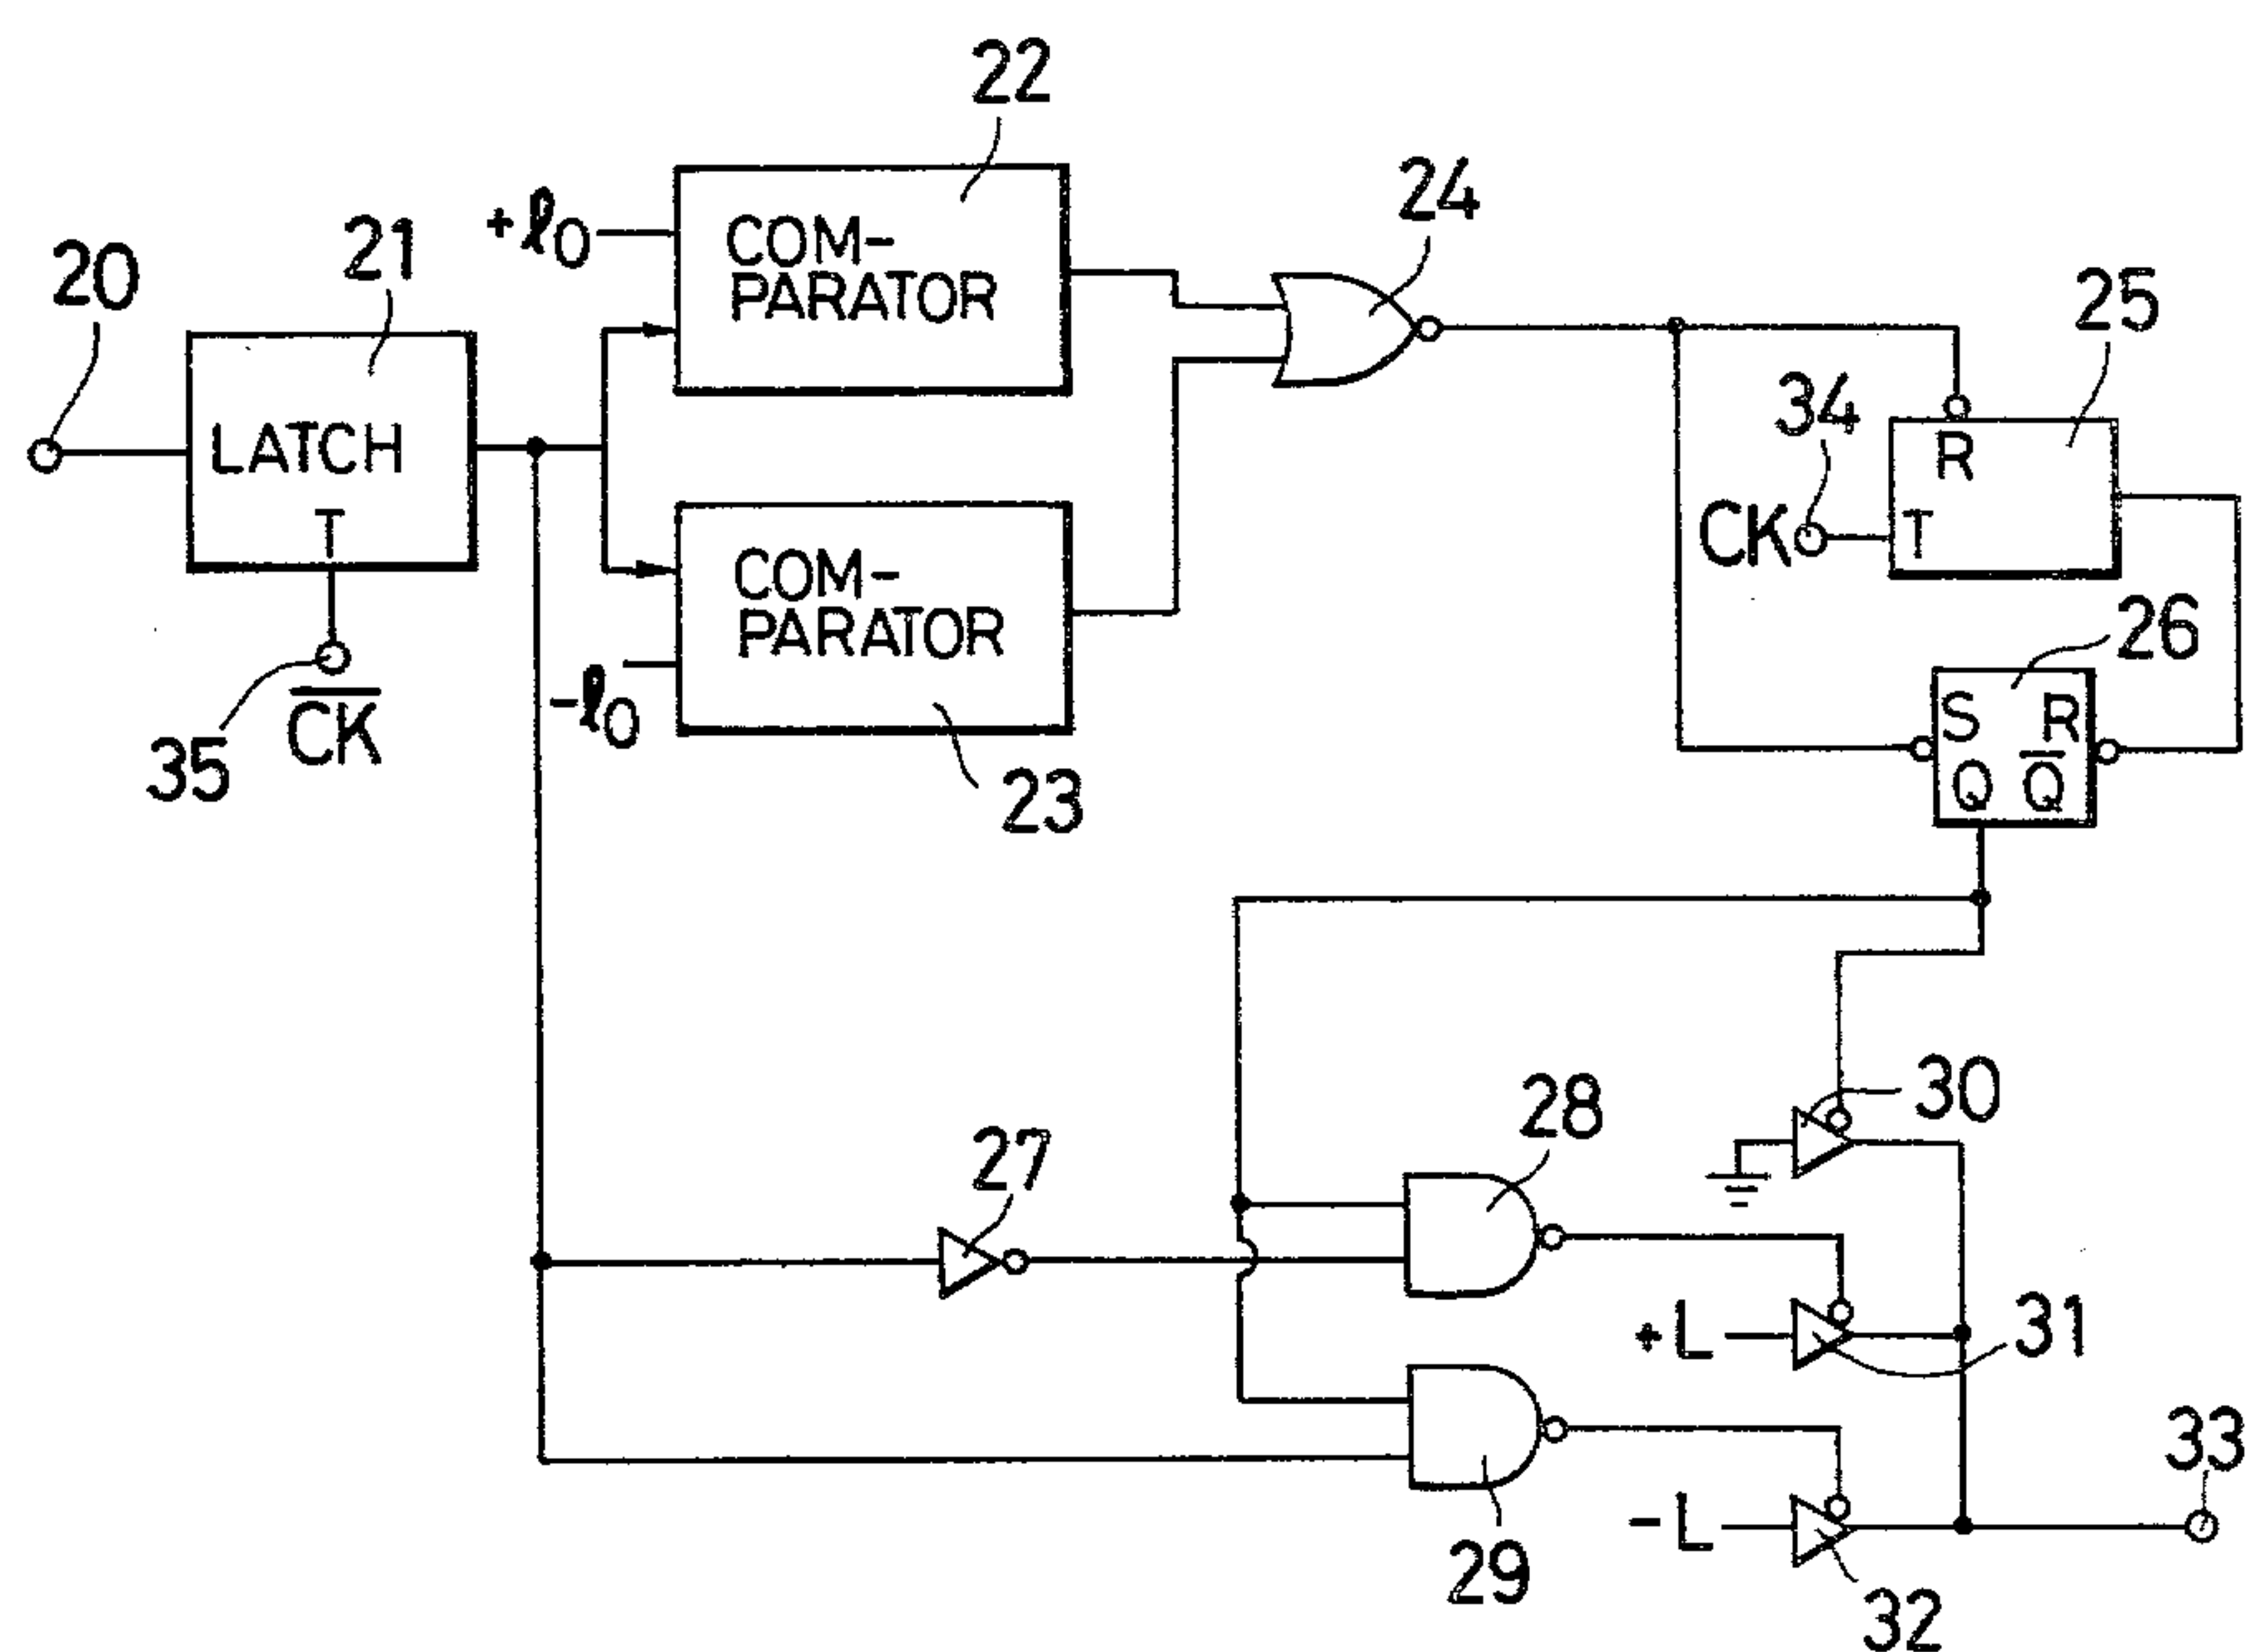 22
24
+ℓ0
COM-
PARATOR
21
20
25
34
LATCH
T
R
CK
T
COM-
PARATOR
-ℓ0
26
S R
Q Q̅
35
C̅K̅
23
30
28
27
+L
31
33
-L
29
32